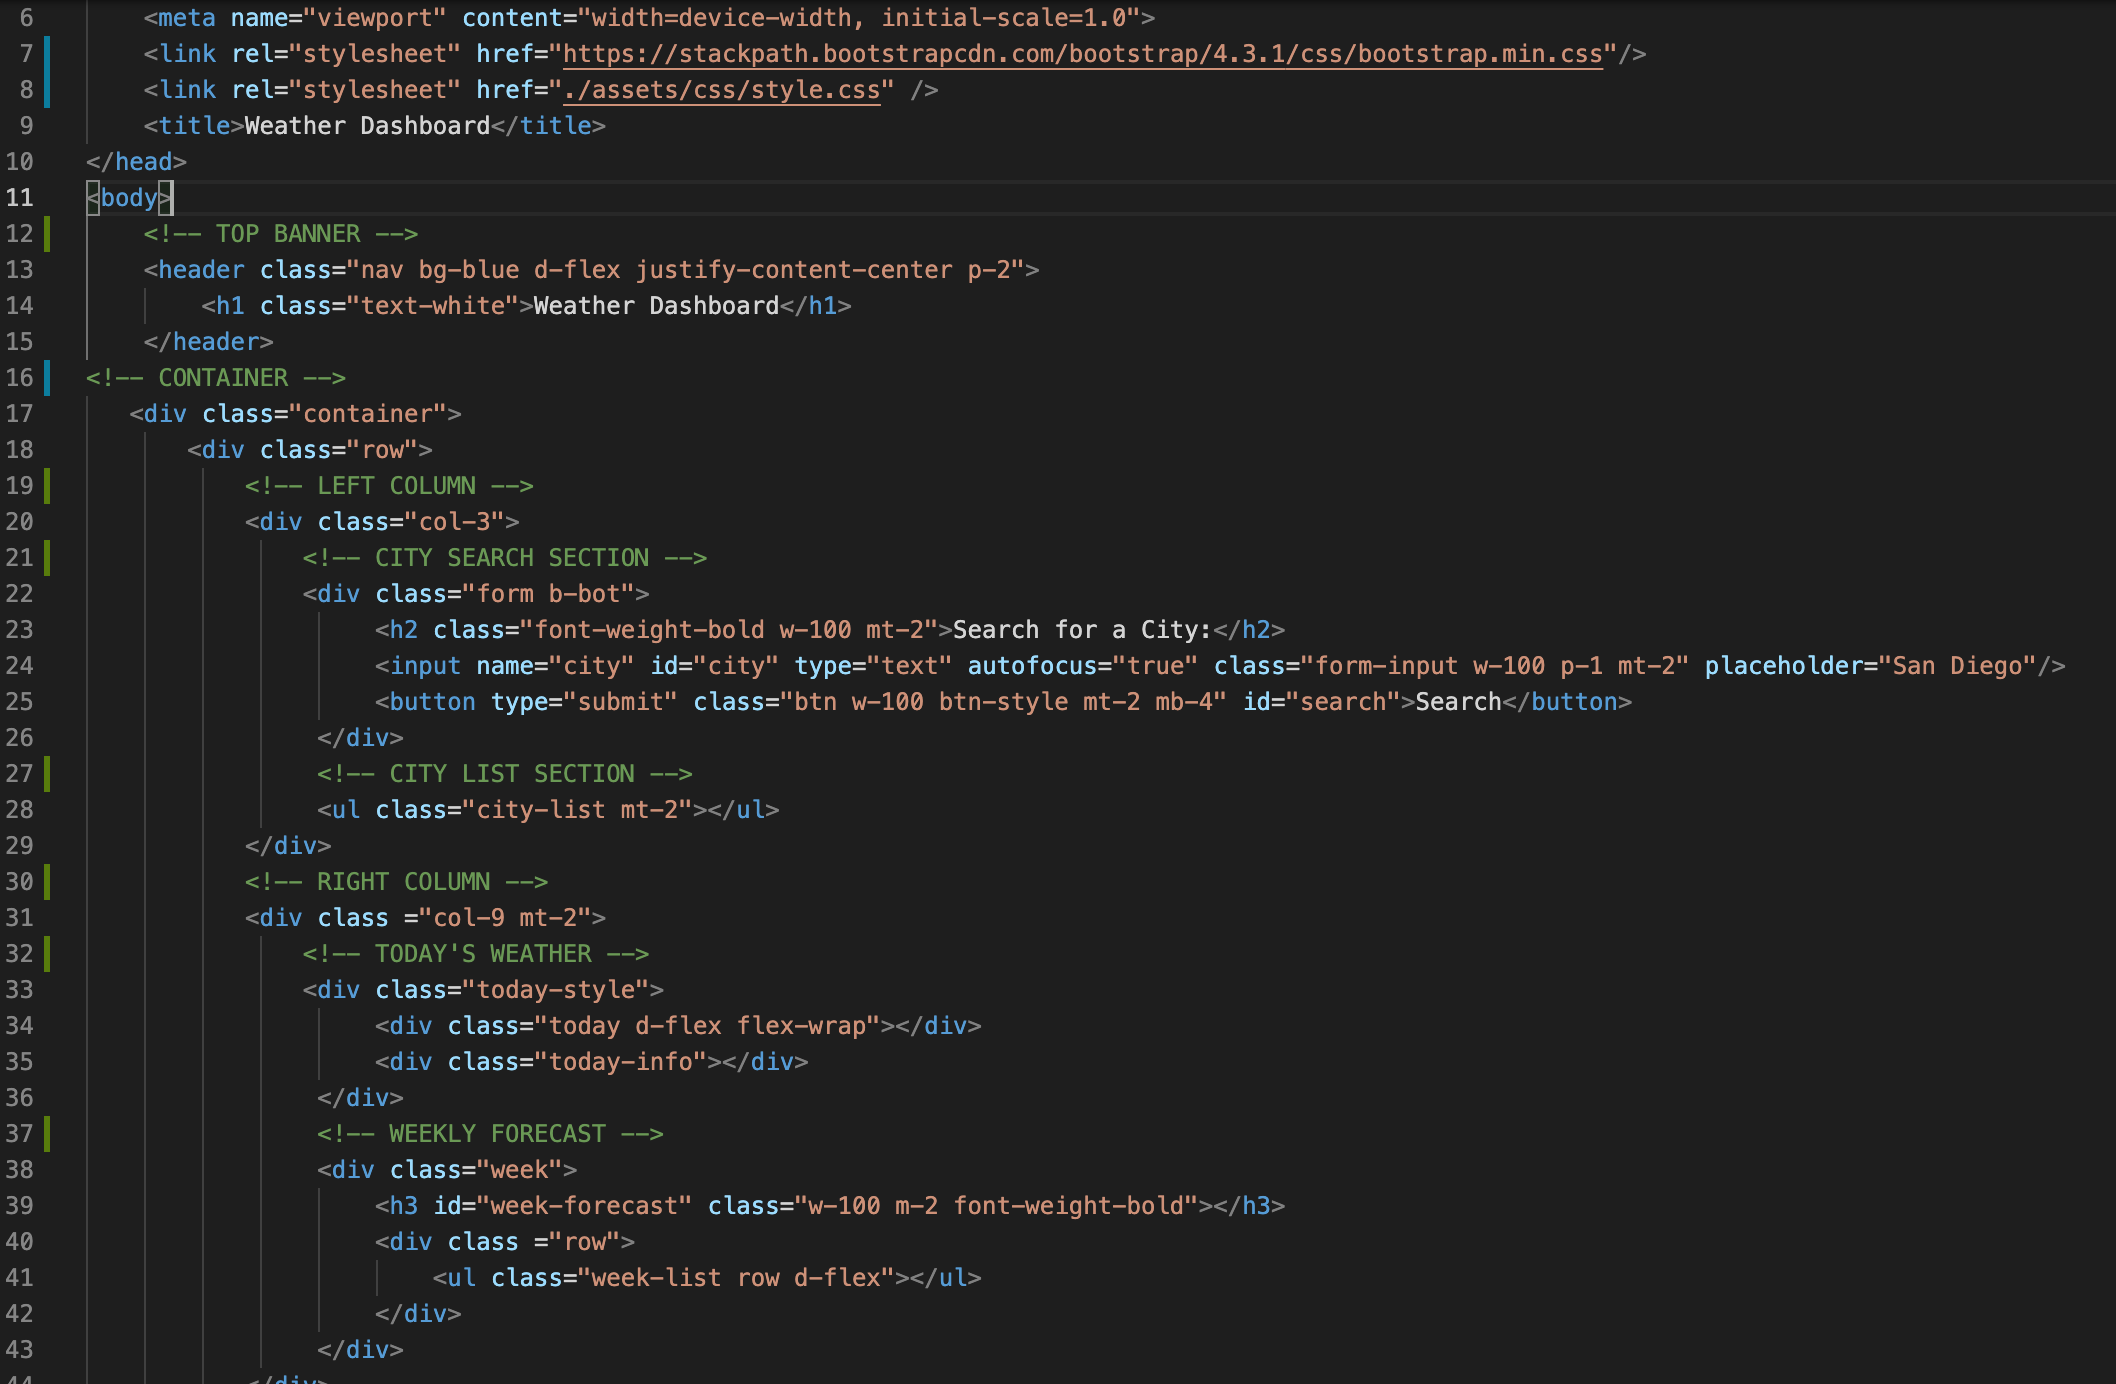 6 <meta name="viewport" content="width=device-width, initial-scale=1.0">
7 <link rel="stylesheet" href="https://stackpath.bootstrapcdn.com/bootstrap/4.3.1/css/bootstrap.min.css"/>
8 <link rel="stylesheet" href="./assets/css/style.css" />
9 <title>Weather Dashboard</title>
10 </head>
11 <body>
12 <!-- TOP BANNER -->
13 <header class="nav bg-blue d-flex justify-content-center p-2">
14 <h1 class="text-white">Weather Dashboard</h1>
15 </header>
16 <!-- CONTAINER -->
17 <div class="container">
18 <div class="row">
19 <!-- LEFT COLUMN -->
20 <div class="col-3">
21 <!-- CITY SEARCH SECTION -->
22 <div class="form b-bot">
23 <h2 class="font-weight-bold w-100 mt-2">Search for a City:</h2>
24 <input name="city" id="city" type="text" autofocus="true" class="form-input w-100 p-1 mt-2" placeholder="San Diego"/>
25 <button type="submit" class="btn w-100 btn-style mt-2 mb-4" id="search">Search</button>
26 </div>
27 <!-- CITY LIST SECTION -->
28 <ul class="city-list mt-2"></ul>
29 </div>
30 <!-- RIGHT COLUMN -->
31 <div class ="col-9 mt-2">
32 <!-- TODAY'S WEATHER -->
33 <div class="today-style">
34 <div class="today d-flex flex-wrap"></div>
35 <div class="today-info"></div>
36 </div>
37 <!-- WEEKLY FORECAST -->
38 <div class="week">
39 <h3 id="week-forecast" class="w-100 m-2 font-weight-bold"></h3>
40 <div class ="row">
41 <ul class="week-list row d-flex"></ul>
42 </div>
43 </div>
44 </div>